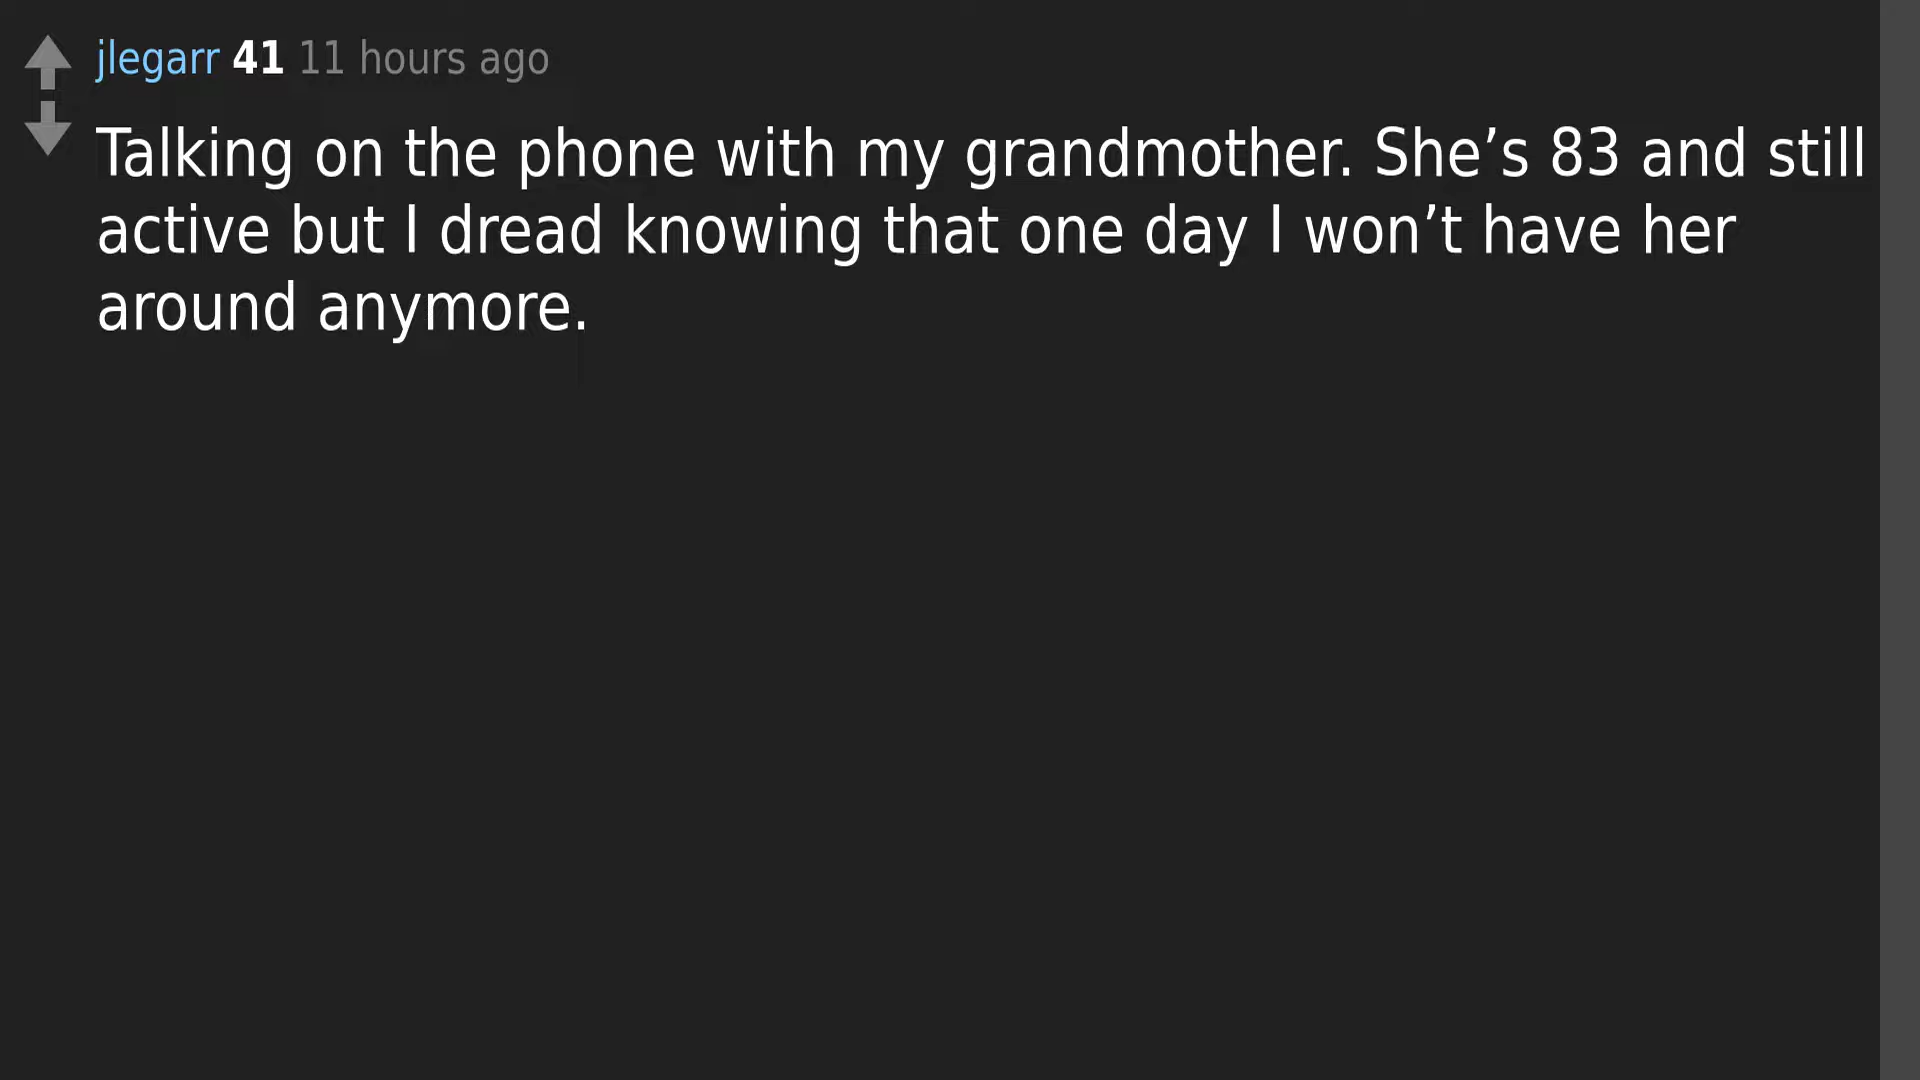 jlegarr 41 11 hours ago
Talking on the phone with my grandmother. She’s 83 and still
active but I dread knowing that one day I won’t have her
around anymore.